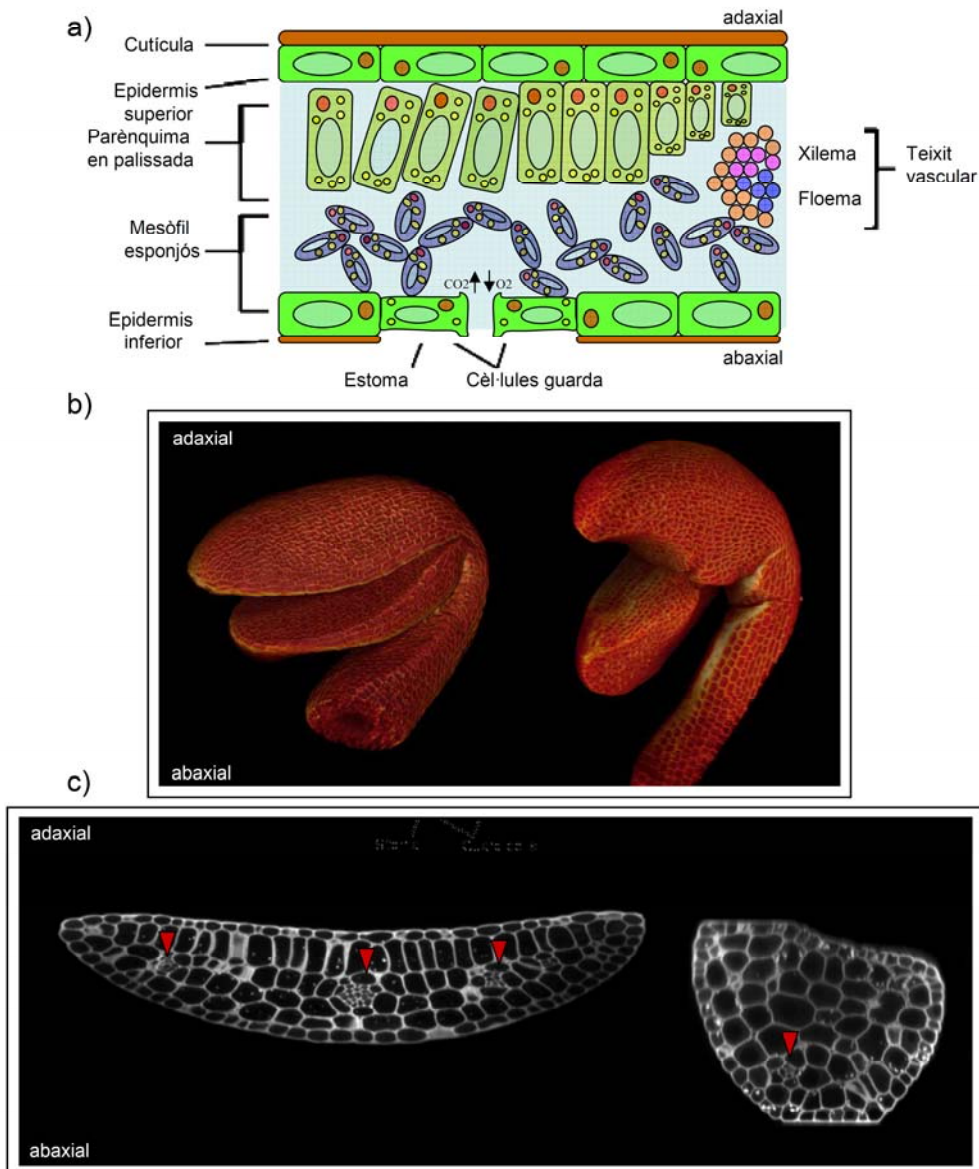 a)
adaxial
Cutícula
Epidermis
superior
Parènquima
en palissada
Xilema
Floema
Teixit
vascular
Mesòfil
esponjós
CO2
O2
Epidermis
inferior
abaxial
Estoma
Cèl·lules guarda
b)
adaxial
abaxial
c)
adaxial
abaxial